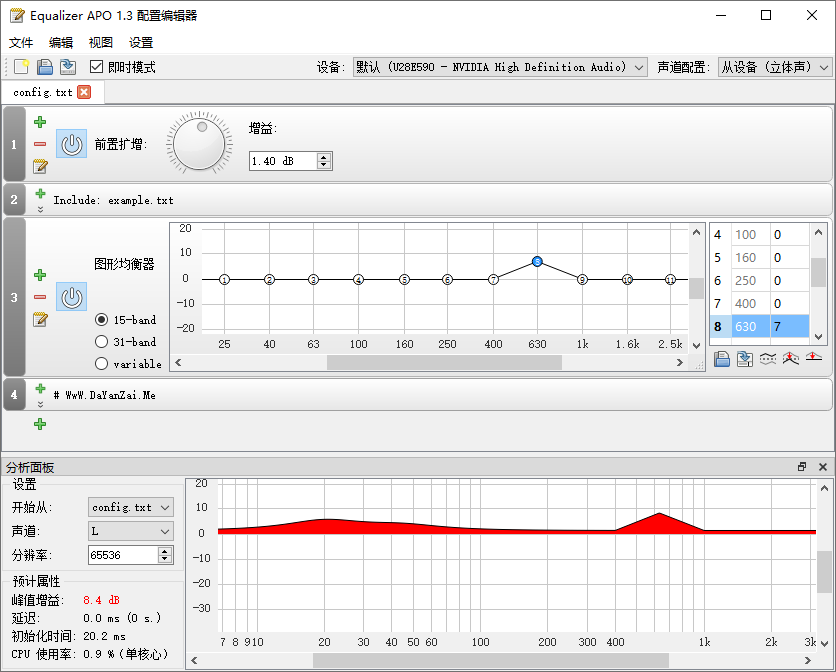 Equalizer APO 1.3 配置编辑器
文件 编辑 视图 设置
即时模式 设备: 默认 (U28E590 - NVIDIA High Definition Audio) 声道配置: 从设备 (立体声)
config.txt
1 前置扩增: 增益:
1.40 dB
2 Include: example.txt
3 图形均衡器
15-band
31-band
variable
20
10
0
-10
-20
1 2 3 4 5 6 7 8 9 10 11
25 40 63 100 160 250 400 630 1k 1.6k 2.5k
4 100 0
5 160 0
6 250 0
7 400 0
8 630 7
4 # WwW.DaYanZai.Me
分析面板
设置
开始从: config.txt
声道: L
分辨率: 65536
预计属性
峰值增益: 8.4 dB
延迟: 0.0 ms (0 s.)
初始化时间: 20.2 ms
CPU 使用率: 0.9 % (单核心)
20
10
0
-10
-20
-30
7 8 9 10 20 30 40 50 60 100 200 300 400 1k 2k 3k